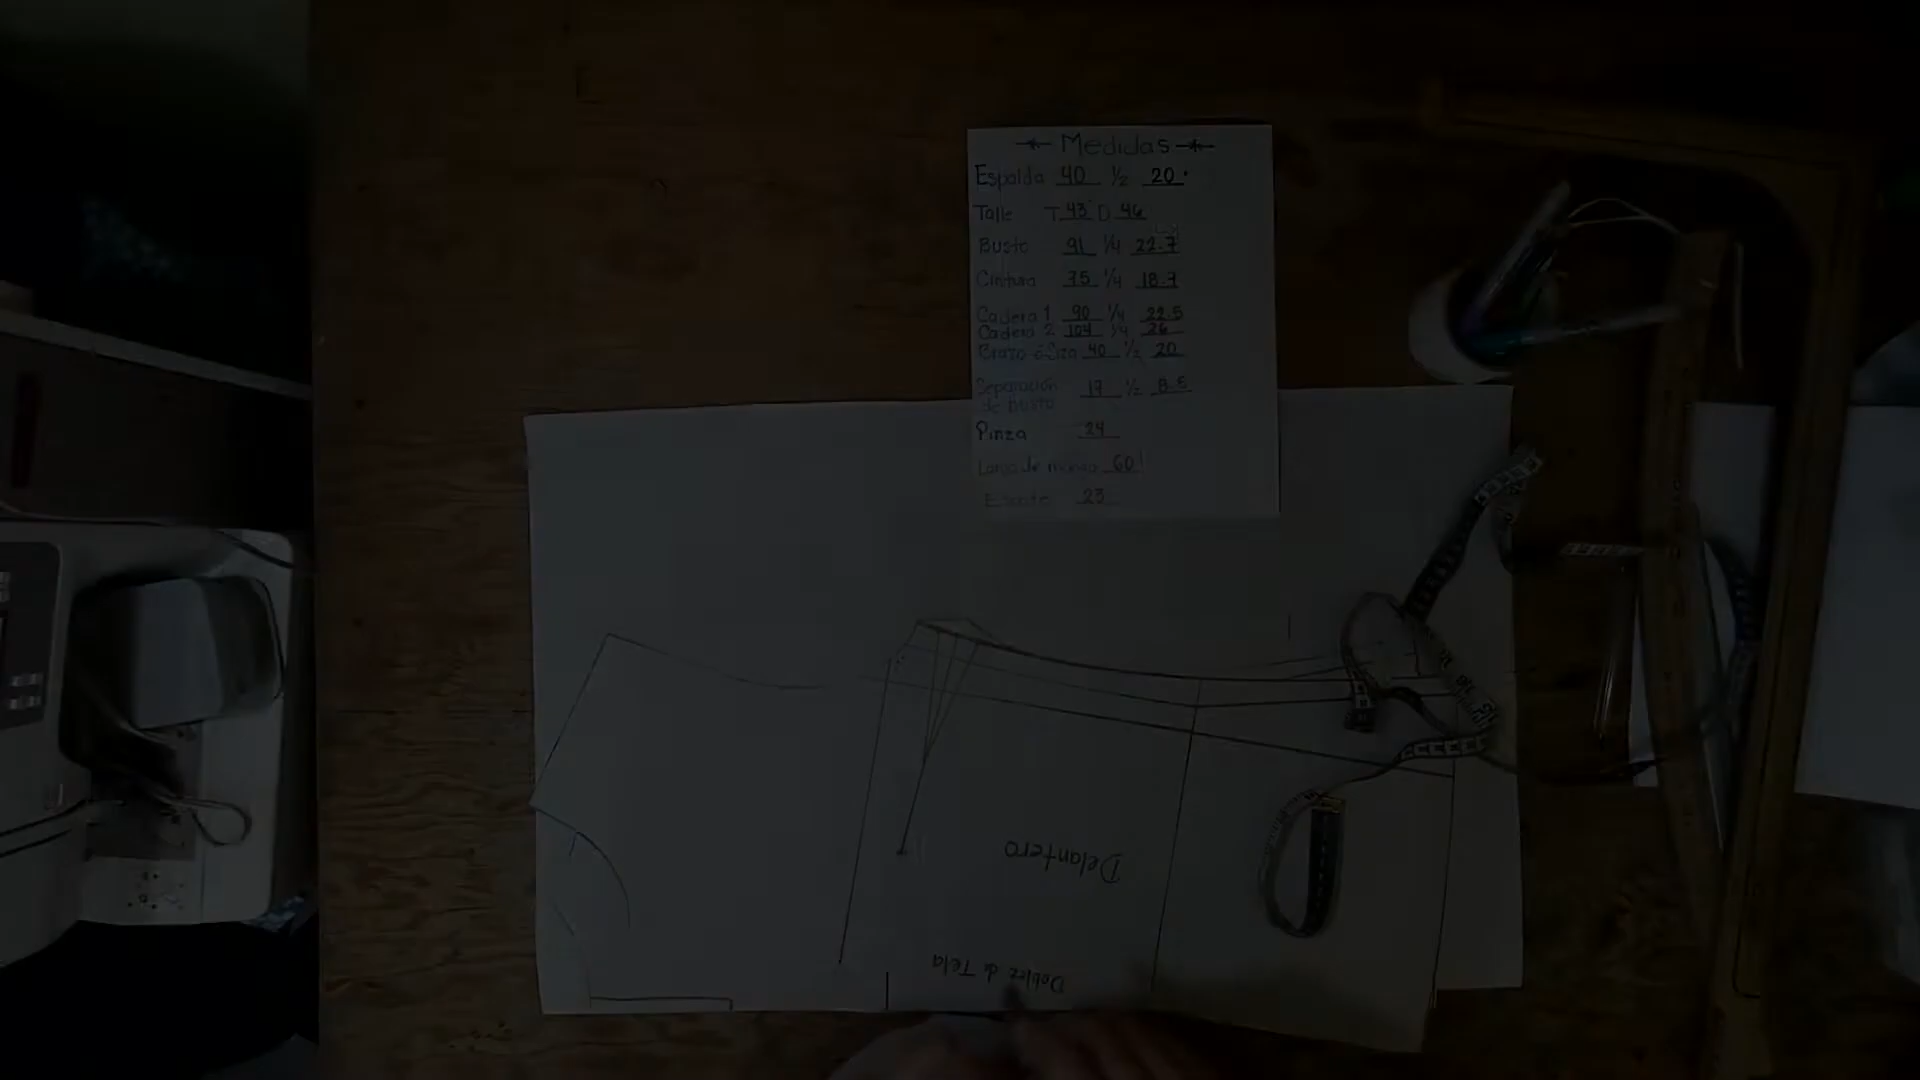 Medidas
Espalda 40 ½ 20
Talle T 43 D 46
Busto 91 ¼ 22.7
Cintura 75 ¼ 18.7
Cadera 1 90 ¼ 22.5
Cadera 2 104 ¼ 26
Brazo ó Siza 40 ½ 20
Separación 17 ½ 8.5
de busto
Pinza 24
Largo de manga 60
Escote 23
Delantero
Doblez de Tela